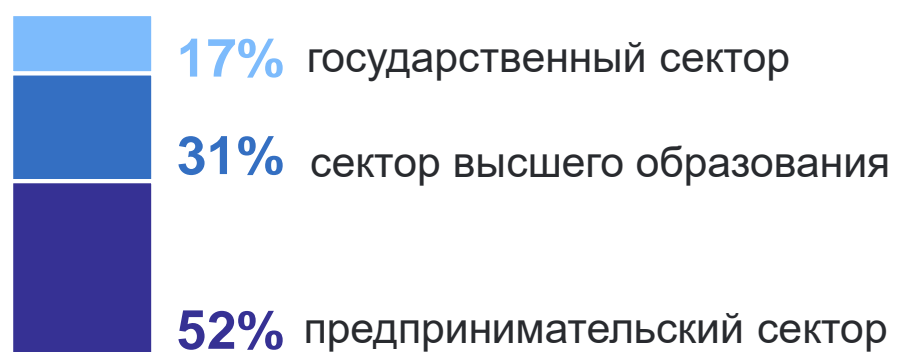 17% государственный сектор
31% сектор высшего образования
52% предпринимательский сектор